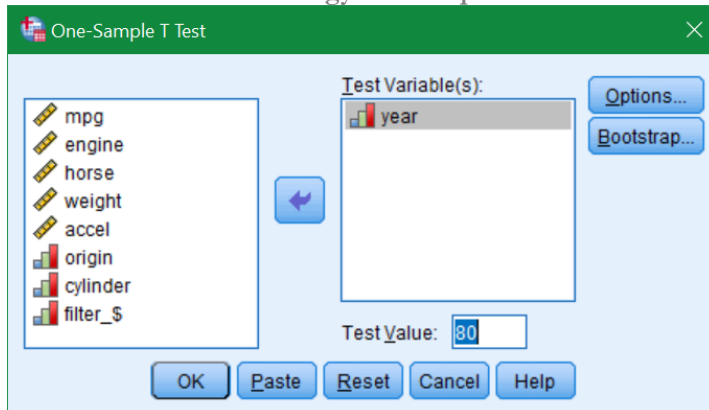 One-Sample T Test
Test Variable(s):
mpg
engine
horse
weight
accel
origin
cylinder
filter_$
year
Options...
Bootstrap...
Test Value: 80
OK Paste Reset Cancel Help